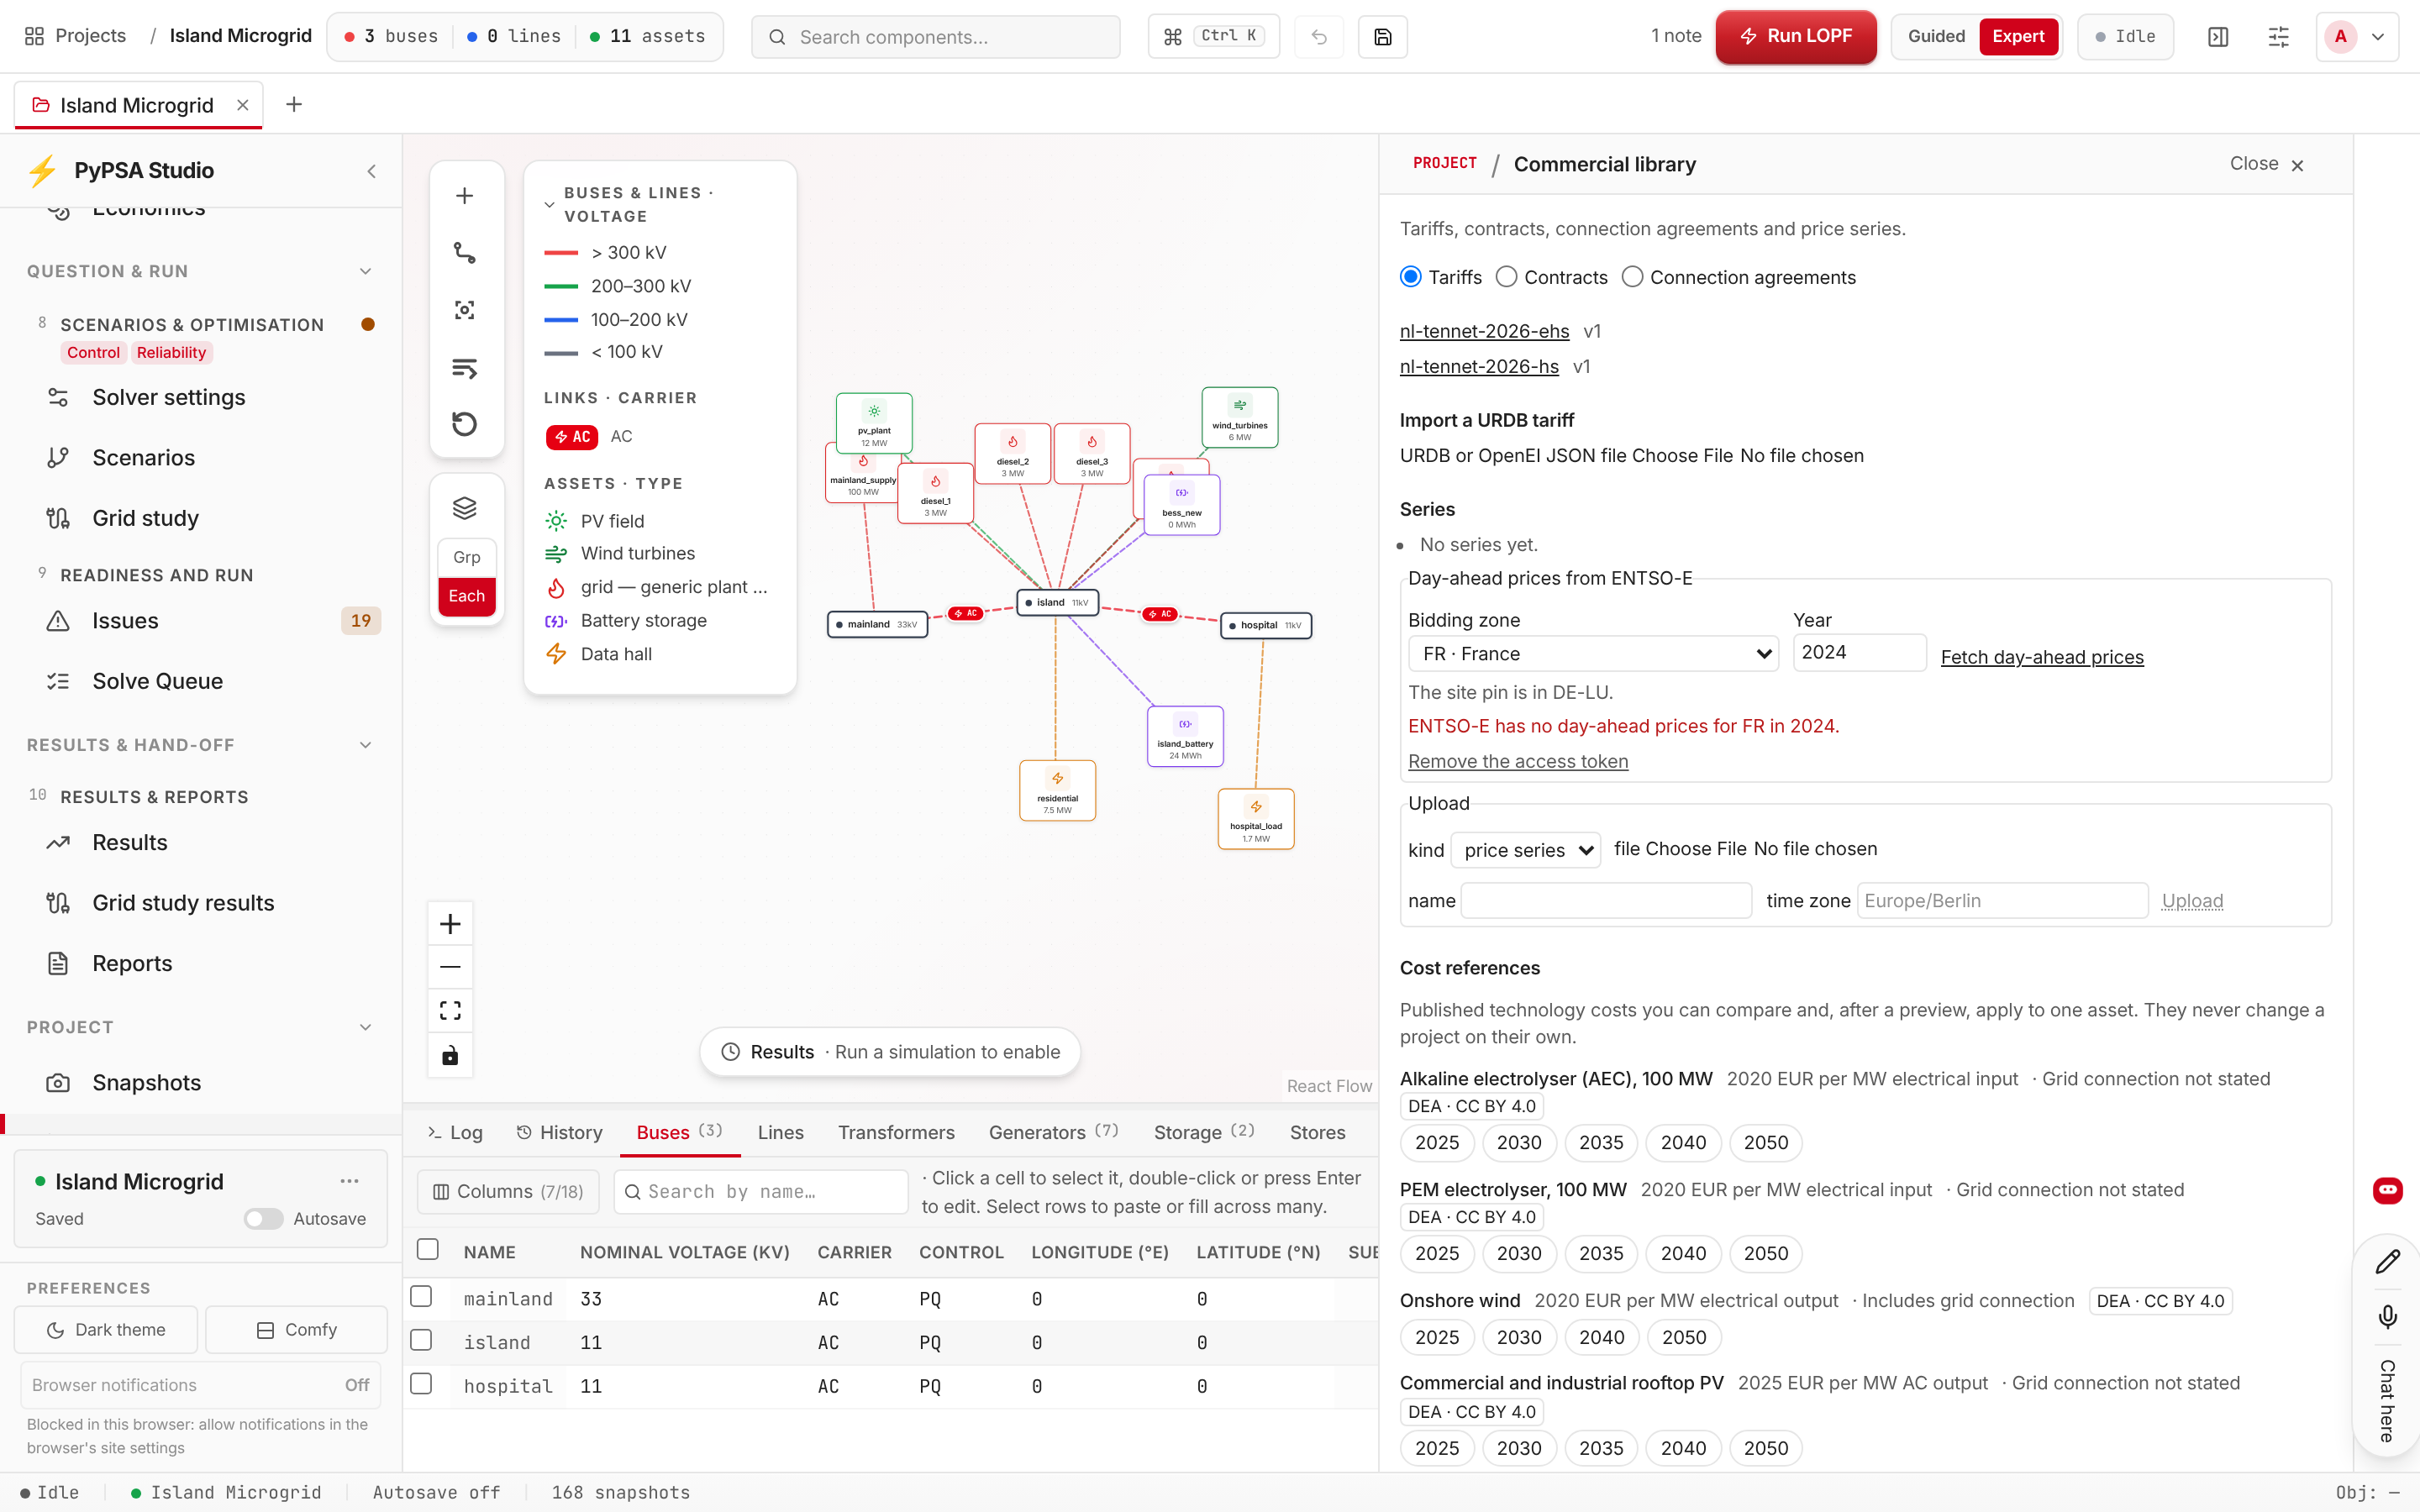 Projects / Island Microgrid
3 buses 0 lines 11 assets
Search components...
Ctrl K
1 note
Run LOPF
Guided Expert
Idle
A
Island Microgrid
PyPSA Studio
Economics
QUESTION & RUN
8 SCENARIOS & OPTIMISATION
Control Reliability
Solver settings
Scenarios
Grid study
9 READINESS AND RUN
Issues 19
Solve Queue
RESULTS & HAND-OFF
10 RESULTS & REPORTS
Results
Grid study results
Reports
PROJECT
Snapshots
Island Microgrid
Saved Autosave
PREFERENCES
Dark theme Comfy
Browser notifications Off
Blocked in this browser: allow notifications in the
browser's site settings
Grp
Each
BUSES & LINES ·
VOLTAGE
> 300 kV
200–300 kV
100–200 kV
< 100 kV
LINKS · CARRIER
AC AC
ASSETS · TYPE
PV field
Wind turbines
grid — generic plant ...
Battery storage
Data hall
pv_plant
12 MW
mainland_supply
100 MW
diesel_1
3 MW
diesel_2
3 MW
diesel_3
3 MW
wind_turbines
6 MW
bess_new
0 MWh
mainland 33kV
AC
island 11kV
AC
hospital 11kV
island_battery
24 MWh
residential
7.5 MW
hospital_load
1.7 MW
Results · Run a simulation to enable
React Flow
Log History Buses (3) Lines Transformers Generators (7) Storage (2) Stores
Columns (7/18)
Search by name…
· Click a cell to select it, double-click or press Enter
to edit. Select rows to paste or fill across many.
NAME NOMINAL VOLTAGE (KV) CARRIER CONTROL LONGITUDE (°E) LATITUDE (°N) SUB
mainland 33 AC PQ 0 0
island 11 AC PQ 0 0
hospital 11 AC PQ 0 0
PROJECT / Commercial library
Close
Tariffs, contracts, connection agreements and price series.
Tariffs Contracts Connection agreements
nl-tennet-2026-ehs v1
nl-tennet-2026-hs v1
Import a URDB tariff
URDB or OpenEI JSON file Choose File No file chosen
Series
No series yet.
Day-ahead prices from ENTSO-E
Bidding zone Year
FR · France 2024 Fetch day-ahead prices
The site pin is in DE-LU.
ENTSO-E has no day-ahead prices for FR in 2024.
Remove the access token
Upload
kind price series file Choose File No file chosen
name time zone Europe/Berlin Upload
Cost references
Published technology costs you can compare and, after a preview, apply to one asset. They never change a
project on their own.
Alkaline electrolyser (AEC), 100 MW 2020 EUR per MW electrical input · Grid connection not stated
DEA · CC BY 4.0
2025 2030 2035 2040 2050
PEM electrolyser, 100 MW 2020 EUR per MW electrical input · Grid connection not stated
DEA · CC BY 4.0
2025 2030 2035 2040 2050
Onshore wind 2020 EUR per MW electrical output · Includes grid connection DEA · CC BY 4.0
2025 2030 2040 2050
Commercial and industrial rooftop PV 2025 EUR per MW AC output · Grid connection not stated
DEA · CC BY 4.0
2025 2030 2035 2040 2050
Chat here
Idle Island Microgrid Autosave off 168 snapshots
Obj: —